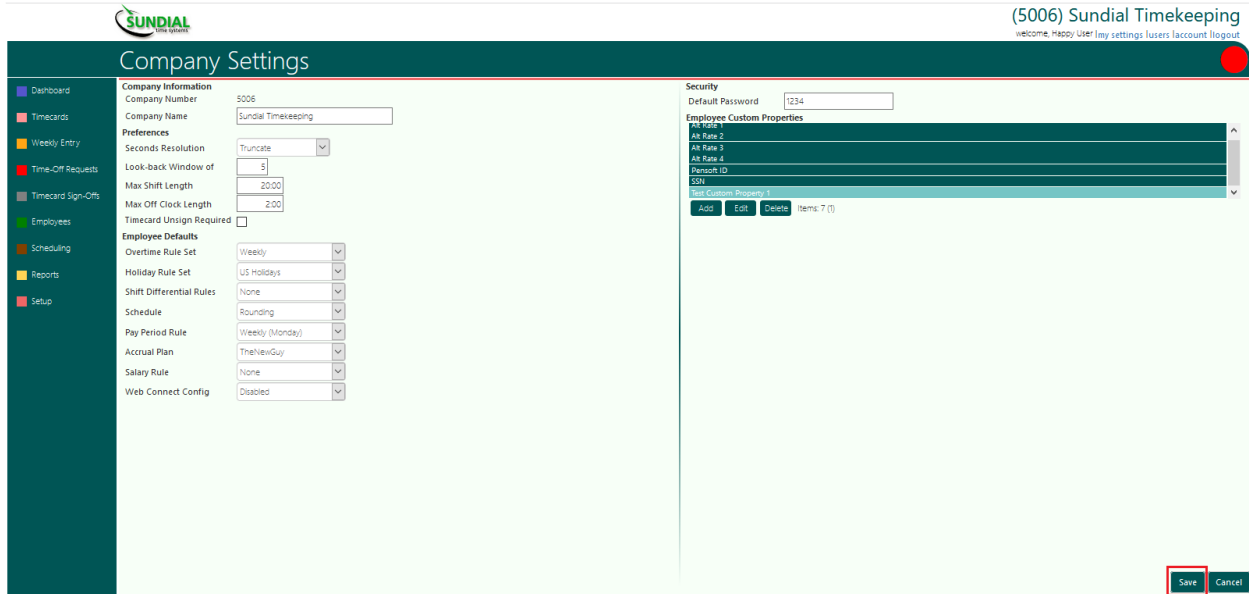 SUNDIAL
time systems
(5006) Sundial Timekeeping
welcome, Happy User |my settings |users |account |logout
Company Settings
Dashboard
Timecards
Weekly Entry
Time-Off Requests
Timecard Sign-Offs
Employees
Scheduling
Reports
Setup
Company Information
Company Number 5006
Company Name Sundial Timekeeping
Preferences
Seconds Resolution Truncate
Look-back Window of 5
Max Shift Length 20:00
Max Off Clock Length 2:00
Timecard Unsign Required
Employee Defaults
Overtime Rule Set Weekly
Holiday Rule Set US Holidays
Shift Differential Rules None
Schedule Rounding
Pay Period Rule Weekly (Monday)
Accrual Plan TheNewGuy
Salary Rule None
Web Connect Config Disabled
Security
Default Password 1234
Employee Custom Properties
Alt Rate 1
Alt Rate 2
Alt Rate 3
Alt Rate 4
Pensoft ID
SSN
Test Custom Property 1
Add Edit Delete Items: 7 (1)
Save Cancel